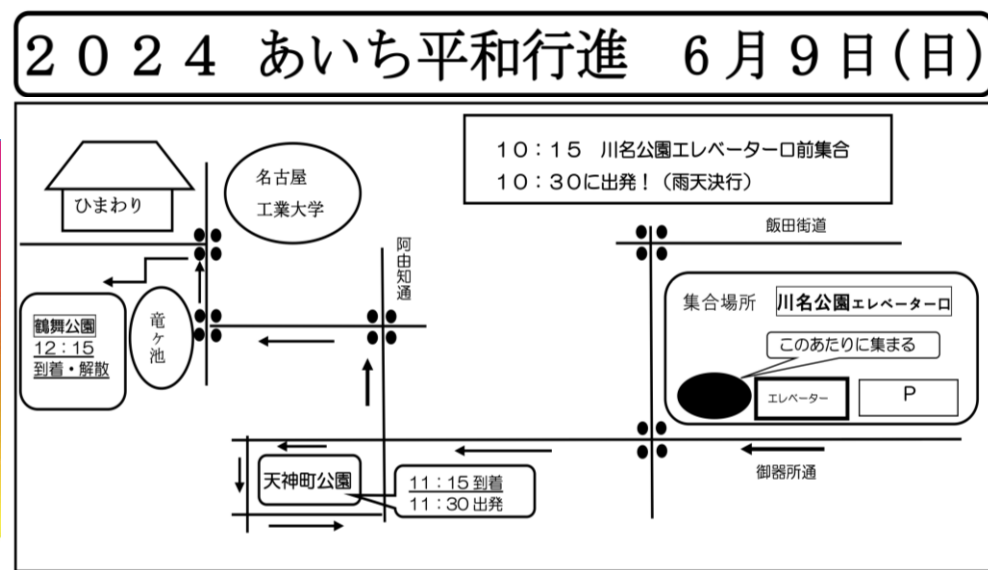 ２０２４ あいち平和行進 ６月９日(日)
１０：１５ 川名公園エレベーター口前集合
１０：３０に出発！（雨天決行）
ひまわり
名古屋
工業大学
阿由知通
飯田街道
集合場所 川名公園エレベーター口
このあたりに集まる
エレベーター
P
御器所通
鶴舞公園
１２：１５
到着・解散
竜ケ池
天神町公園
１１：１５到着
１１：３０出発